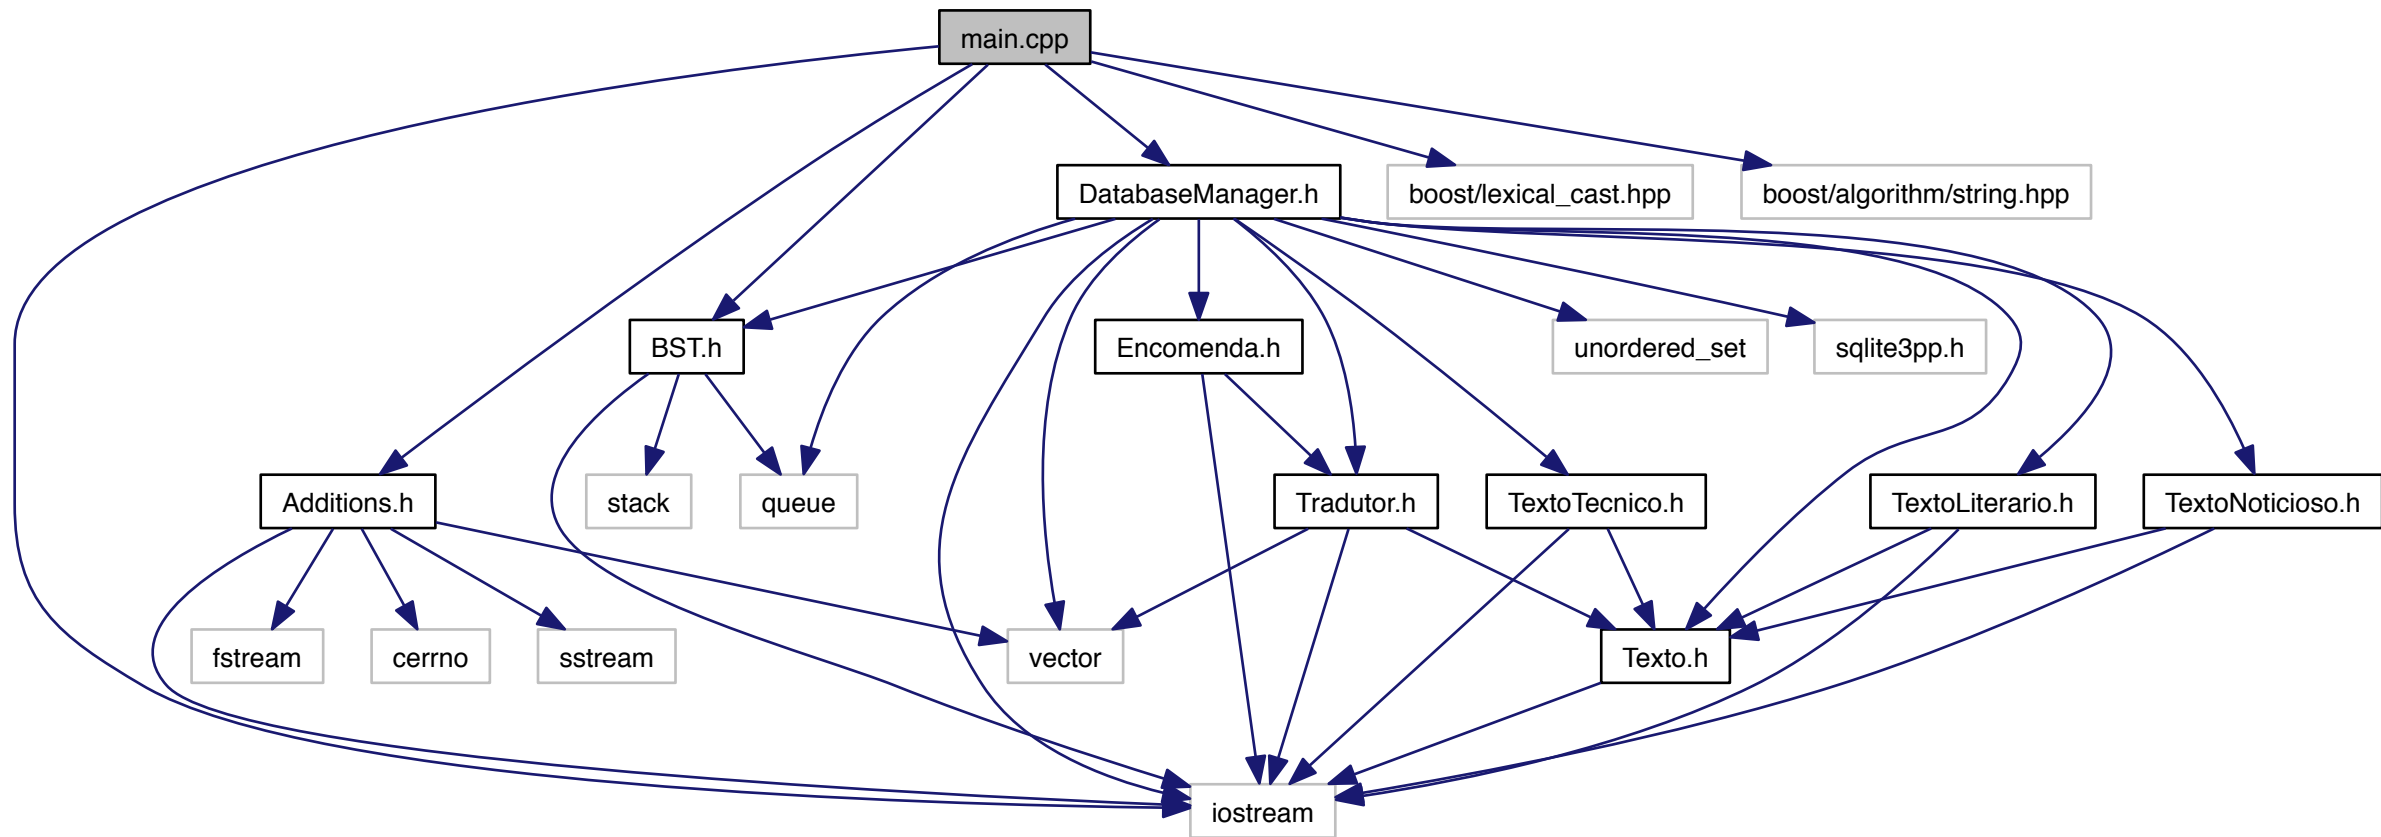 main.cpp
DatabaseManager.h
boost/lexical_cast.hpp
boost/algorithm/string.hpp
BST.h
Encomenda.h
unordered_set
sqlite3pp.h
Additions.h
stack
queue
Tradutor.h
TextoTecnico.h
TextoLiterario.h
TextoNoticioso.h
fstream
cerrno
sstream
vector
Texto.h
iostream